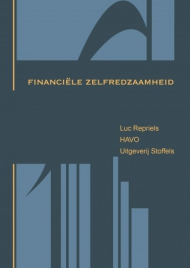 FINANCIËLE ZELFREDZAAMHEID
Luc Repriels
HAVO
Uitgeverij Stoffels